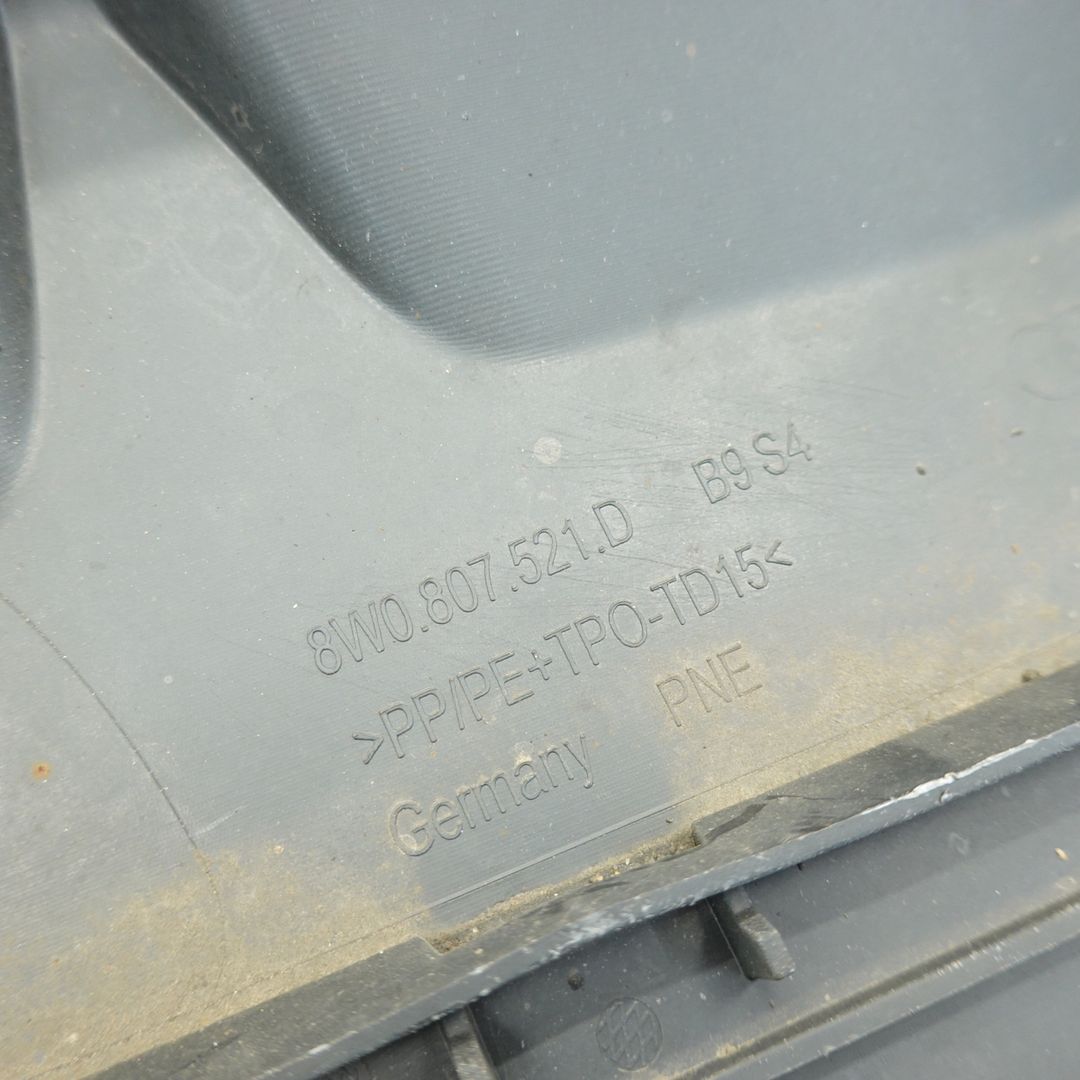 8W0.807.521.D B9 S4
>PP/PE+TPO-TD15<
Germany PNE